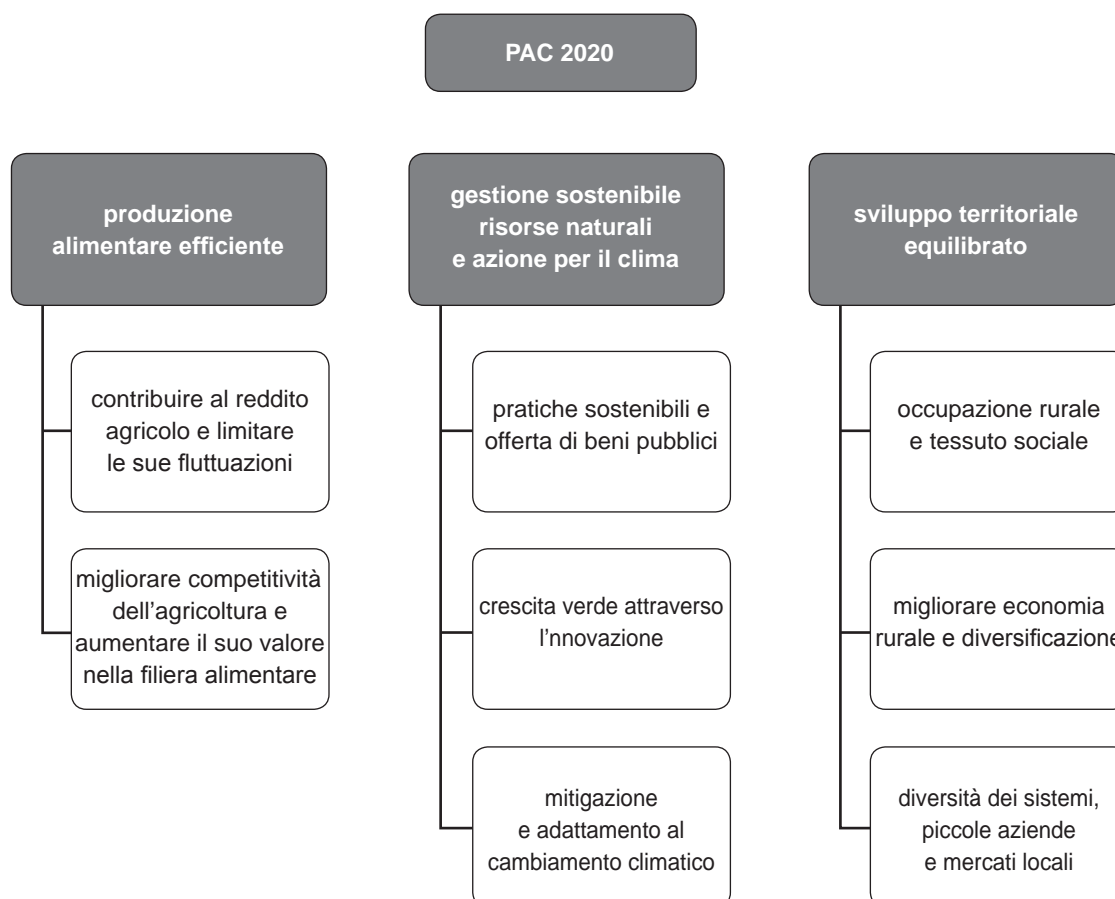 PAC 2020
produzione
alimentare efficiente
contribuire al reddito
agricolo e limitare
le sue fluttuazioni
migliorare competitività
dell'agricoltura e
aumentare il suo valore
nella filiera alimentare
gestione sostenibile
risorse naturali
e azione per il clima
pratiche sostenibili e
offerta di beni pubblici
crescita verde attraverso
l'nnovazione
mitigazione
e adattamento al
cambiamento climatico
sviluppo territoriale
equilibrato
occupazione rurale
e tessuto sociale
migliorare economia
rurale e diversificazione
diversità dei sistemi,
piccole aziende
e mercati locali